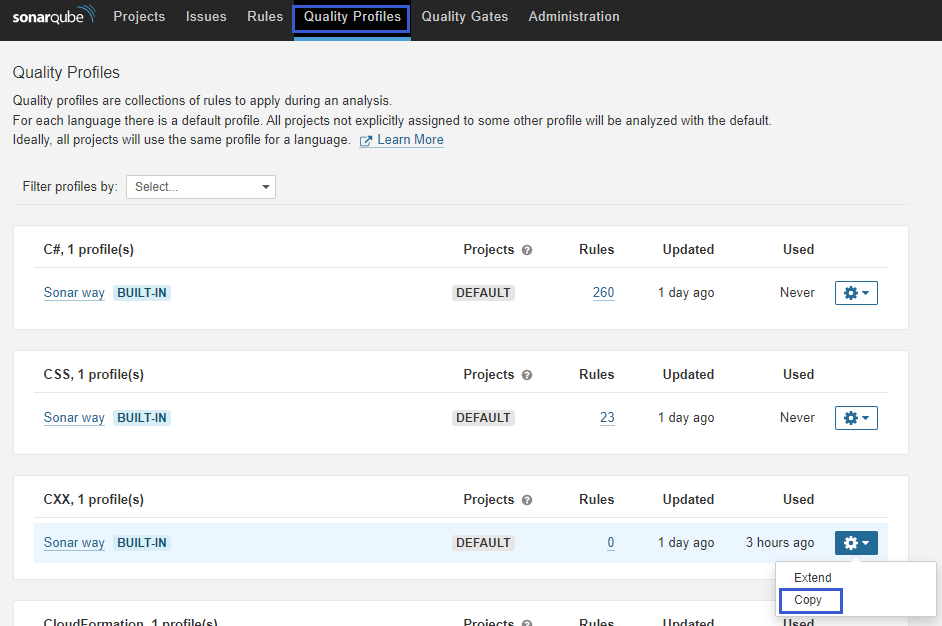 sonarqube Projects Issues Rules Quality Profiles Quality Gates Administration
Quality Profiles
Quality profiles are collections of rules to apply during an analysis.
For each language there is a default profile. All projects not explicitly assigned to some other profile will be analyzed with the default.
Ideally, all projects will use the same profile for a language. Learn More
Filter profiles by: Select...
C#, 1 profile(s) Projects ? Rules Updated Used
Sonar way BUILT-IN DEFAULT 260 1 day ago Never
CSS, 1 profile(s) Projects ? Rules Updated Used
Sonar way BUILT-IN DEFAULT 23 1 day ago Never
CXX, 1 profile(s) Projects ? Rules Updated Used
Sonar way BUILT-IN DEFAULT 0 1 day ago 3 hours ago
Extend
Copy
CloudFormation, 1 profile(s) Projects ? Rules Updated Used